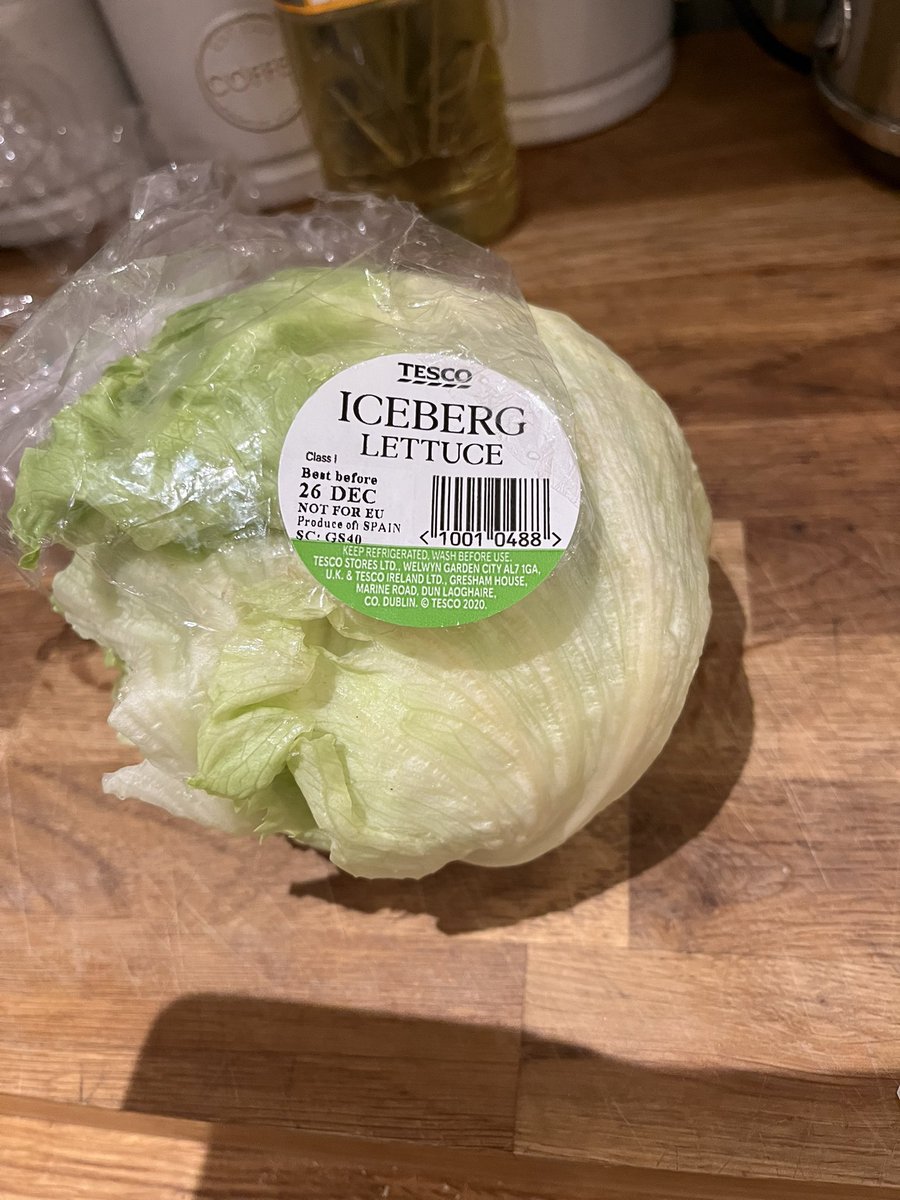 COFFE
TESCO
ICEBERG
LETTUCE
Class I
Best before
26 DEC
NOT FOR EU
Produce of: SPAIN
SC: GS40
<1001 0488>
KEEP REFRIGERATED, WASH BEFORE USE.
TESCO STORES LTD., WELWYN GARDEN CITY AL7 1GA,
U.K. & TESCO IRELAND LTD., GRESHAM HOUSE,
MARINE ROAD, DUN LAOGHAIRE,
CO. DUBLIN. © TESCO 2020.